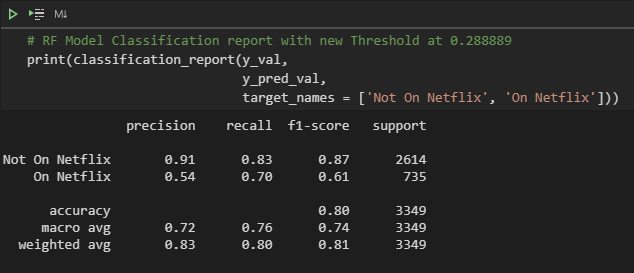 M↓
# RF Model Classification report with new Threshold at 0.288889
print(classification_report(y_val,
y_pred_val,
target_names = ['Not On Netflix', 'On Netflix']))
precision recall f1-score support
Not On Netflix 0.91 0.83 0.87 2614
On Netflix 0.54 0.70 0.61 735
accuracy 0.80 3349
macro avg 0.72 0.76 0.74 3349
weighted avg 0.83 0.80 0.81 3349